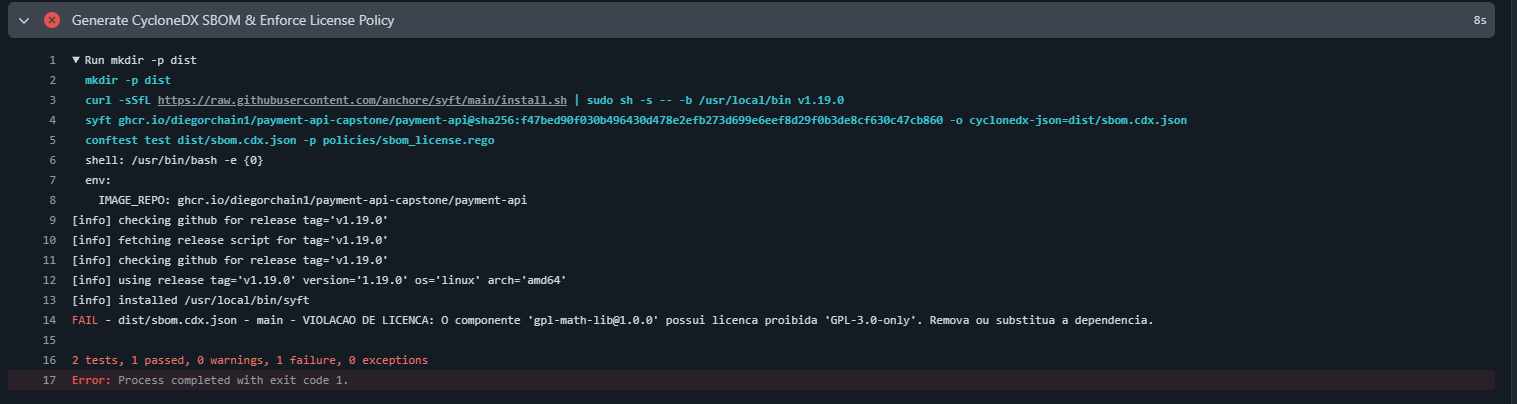 Generate CycloneDX SBOM & Enforce License Policy 8s
1 ▼ Run mkdir -p dist
2 mkdir -p dist
3 curl -sSfL https://raw.githubusercontent.com/anchore/syft/main/install.sh | sudo sh -s -- -b /usr/local/bin v1.19.0
4 syft ghcr.io/diegorchain1/payment-api-capstone/payment-api@sha256:f47bed90f030b496430d478e2efb273d699e6eef8d29f0b3de8cf630c47cb860 -o cyclonedx-json=dist/sbom.cdx.json
5 conftest test dist/sbom.cdx.json -p policies/sbom_license.rego
6 shell: /usr/bin/bash -e {0}
7 env:
8 IMAGE_REPO: ghcr.io/diegorchain1/payment-api-capstone/payment-api
9 [info] checking github for release tag='v1.19.0'
10 [info] fetching release script for tag='v1.19.0'
11 [info] checking github for release tag='v1.19.0'
12 [info] using release tag='v1.19.0' version='1.19.0' os='linux' arch='amd64'
13 [info] installed /usr/local/bin/syft
14 FAIL - dist/sbom.cdx.json - main - VIOLACAO DE LICENCA: O componente 'gpl-math-lib@1.0.0' possui licenca proibida 'GPL-3.0-only'. Remova ou substitua a dependencia.
15
16 2 tests, 1 passed, 0 warnings, 1 failure, 0 exceptions
17 Error: Process completed with exit code 1.